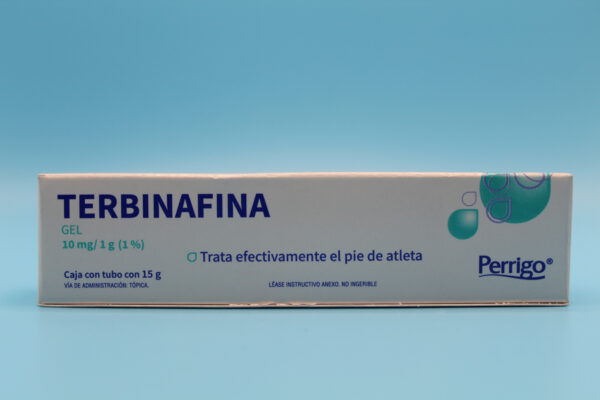 TERBINAFINA
GEL
10 mg/ 1 g (1 %)
Trata efectivamente el pie de atleta
Perrigo®
Caja con tubo con 15 g
VÍA DE ADMINISTRACIÓN: TÓPICA.
LÉASE INSTRUCTIVO ANEXO. NO INGERIBLE